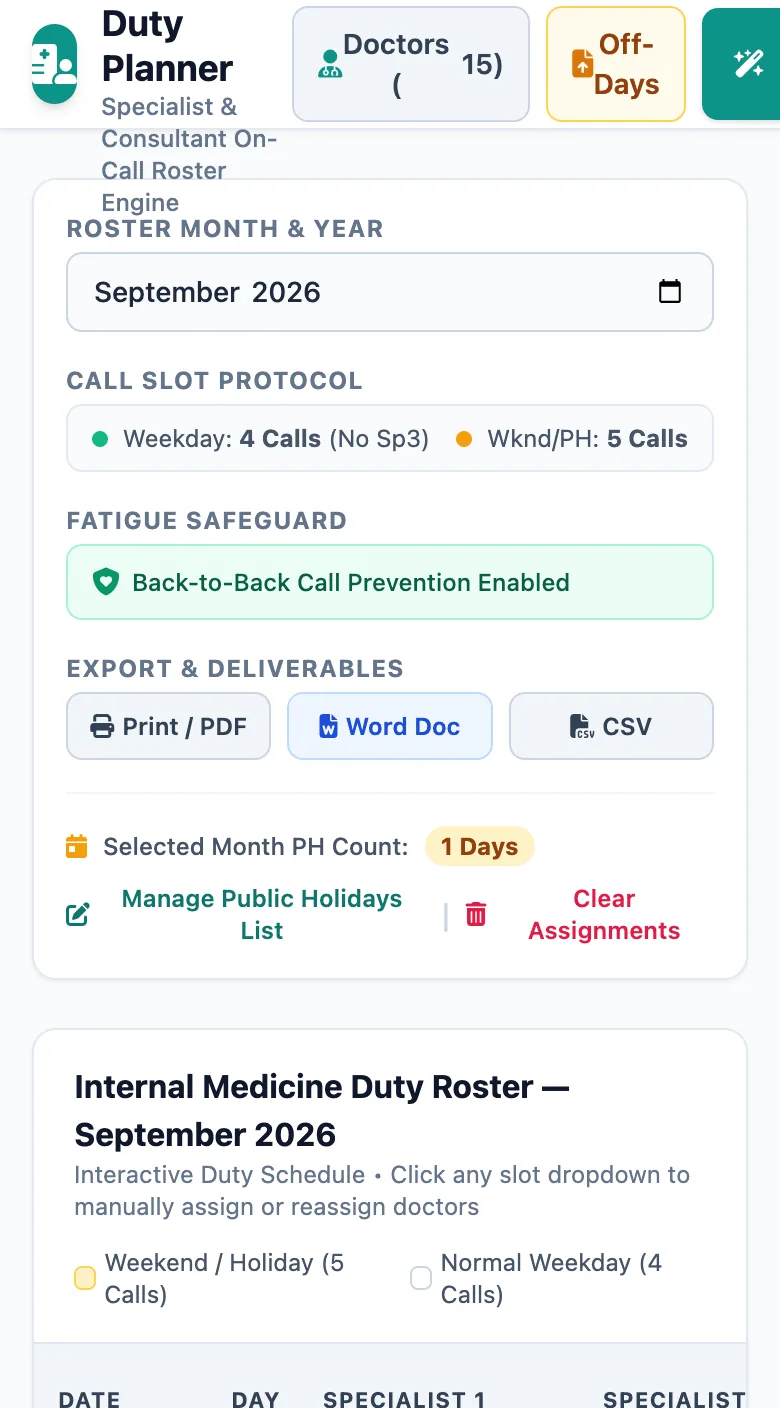 Duty
Planner
Specialist &
Consultant On-
Call Roster
Engine
Doctors
( 15)
Off-
Days
ROSTER MONTH & YEAR
September 2026
CALL SLOT PROTOCOL
Weekday: 4 Calls (No Sp3) Wknd/PH: 5 Calls
FATIGUE SAFEGUARD
Back-to-Back Call Prevention Enabled
EXPORT & DELIVERABLES
Print / PDF Word Doc CSV
Selected Month PH Count: 1 Days
Manage Public Holidays
List
|
Clear
Assignments
Internal Medicine Duty Roster —
September 2026
Interactive Duty Schedule • Click any slot dropdown to
manually assign or reassign doctors
Weekend / Holiday (5
Calls)
Normal Weekday (4
Calls)
DATE DAY SPECIALIST 1 SPECIALIST